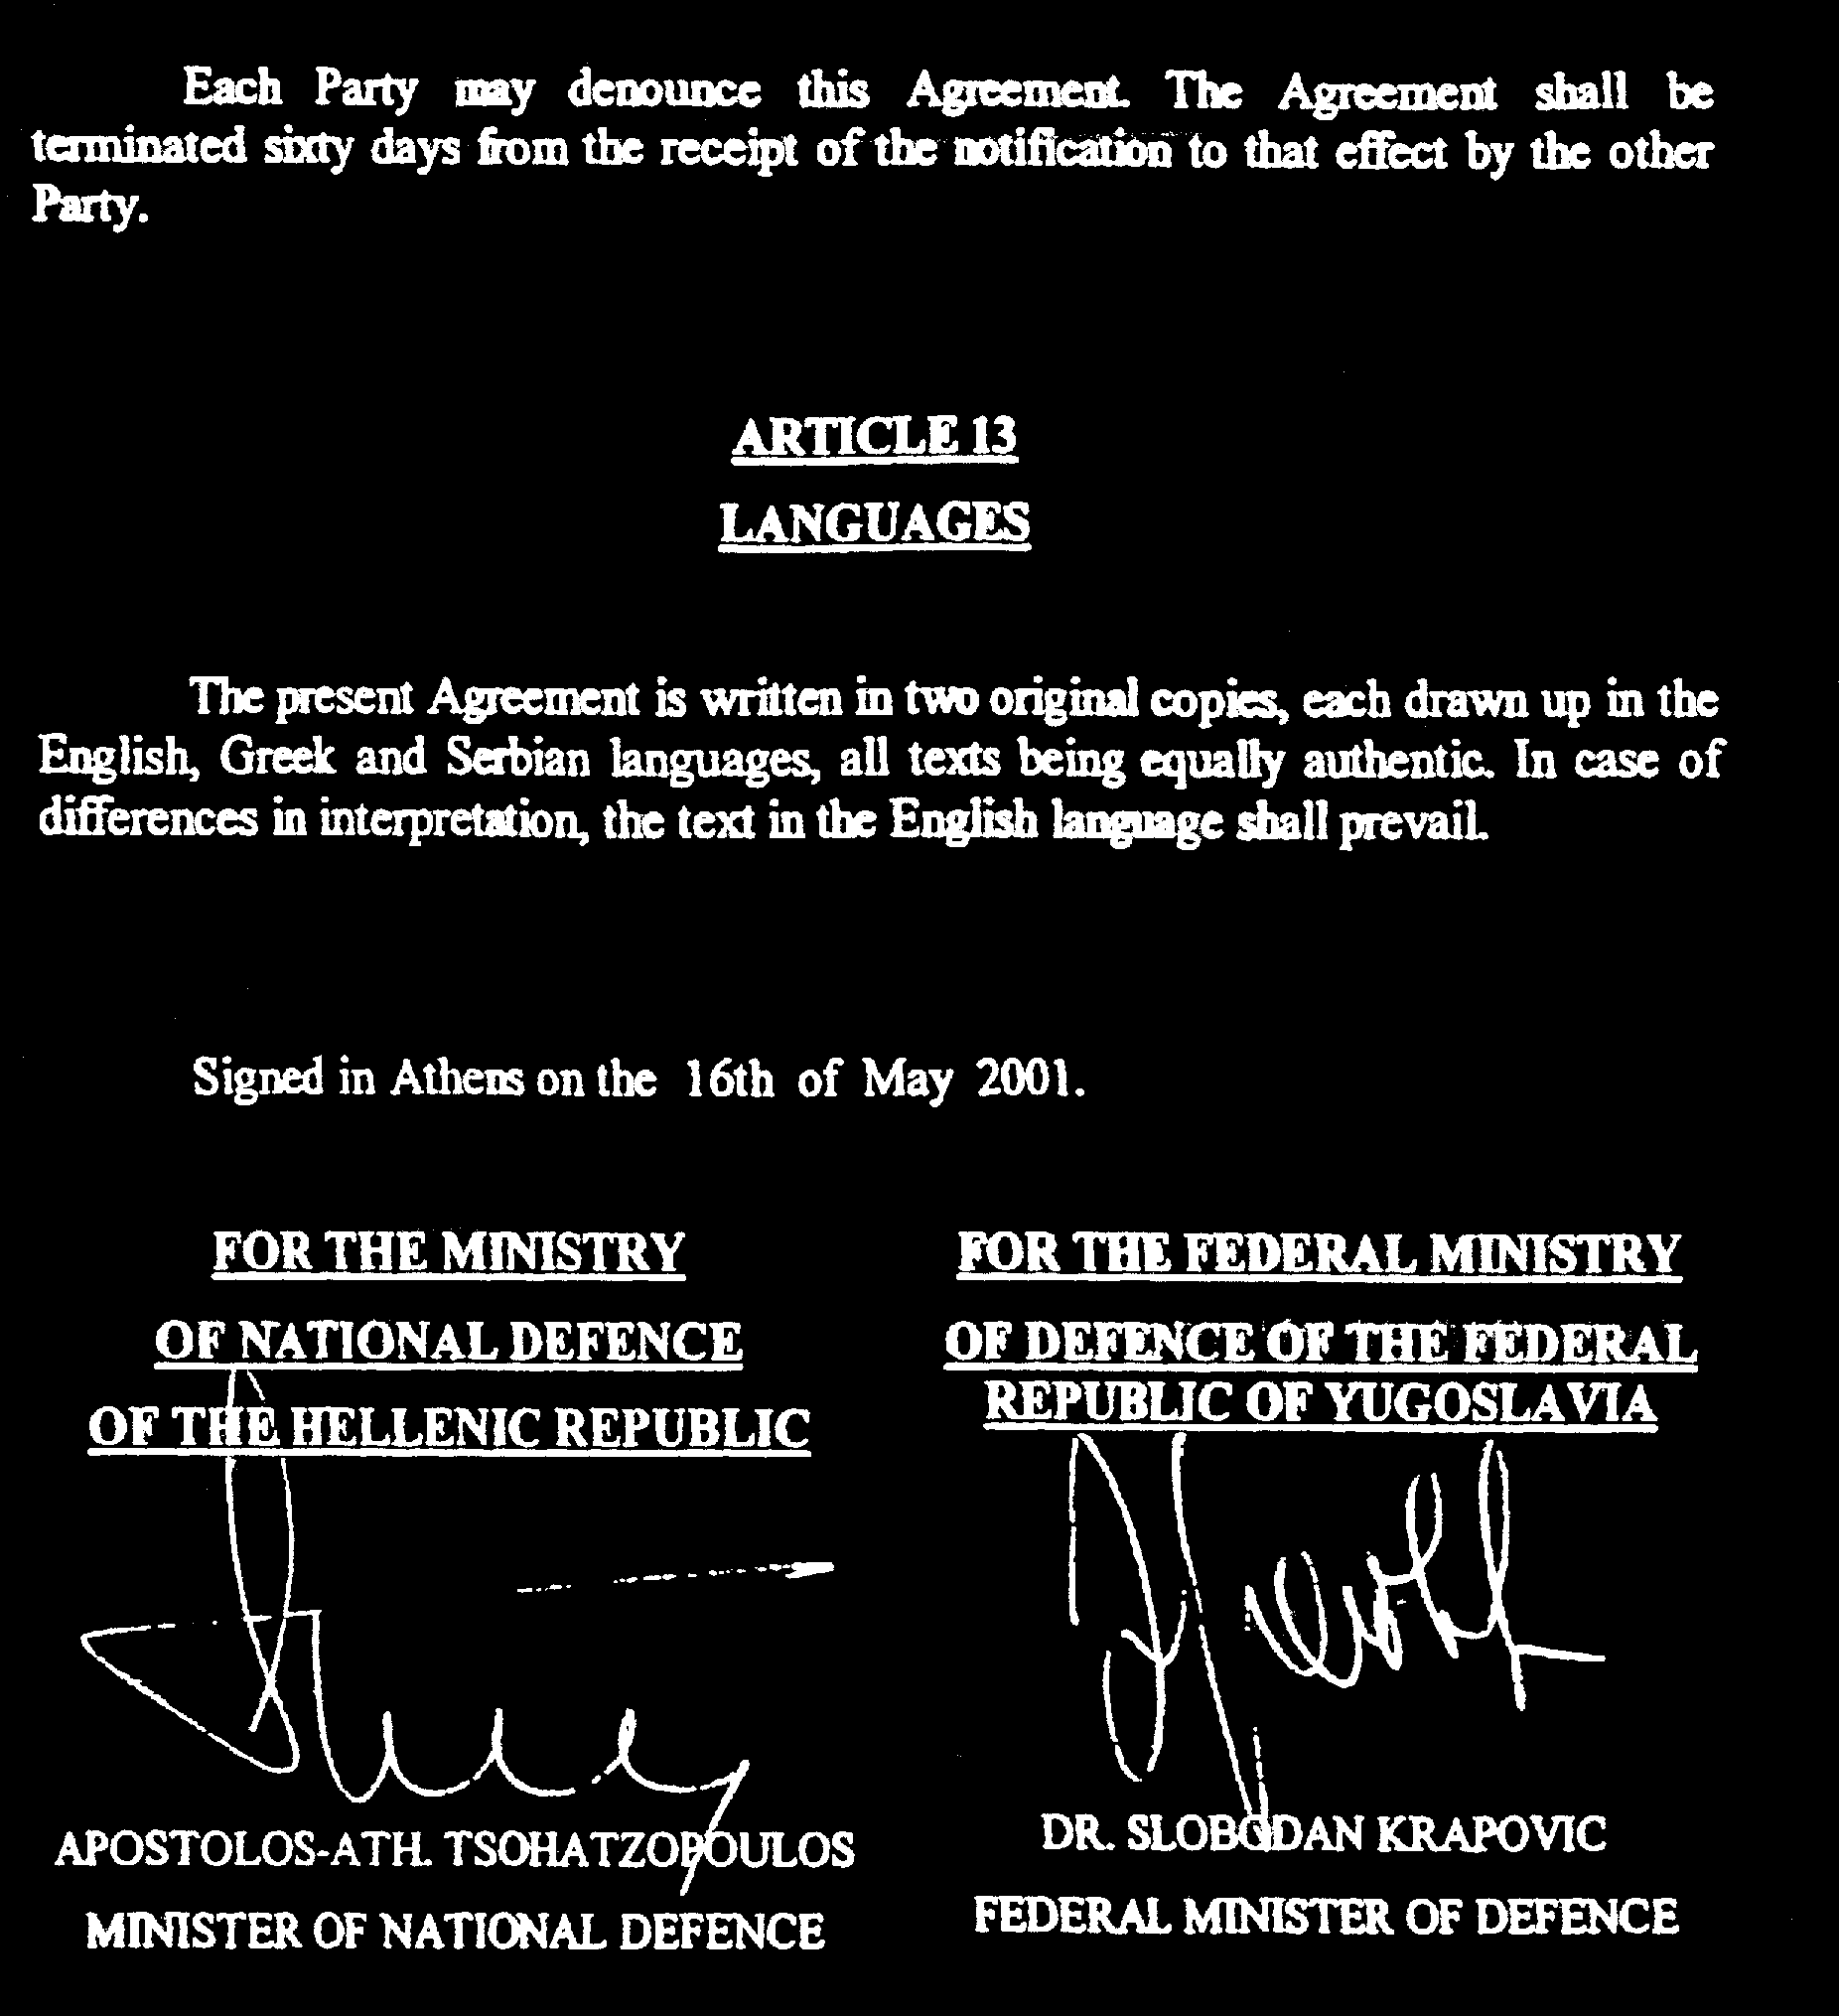 Each Party may denounce this Agreement. The Agreement shall be
terminated sixty days from the receipt of the notification to that effect by the other
Party.
ARTICLE 13
LANGUAGES
The present Agreement is written in two original copies, each drawn up in the
English, Greek and Serbian languages, all texts being equally authentic. In case of
differences in interpretation, the text in the English language shall prevail.
Signed in Athens on the 16th of May 2001.
FOR THE MINISTRY
OF NATIONAL DEFENCE
OF THE HELLENIC REPUBLIC
APOSTOLOS-ATH. TSOHATZOPOULOS
MINISTER OF NATIONAL DEFENCE
FOR THE FEDERAL MINISTRY
OF DEFENCE OF THE FEDERAL
REPUBLIC OF YUGOSLAVIA
DR. SLOBODAN KRAPOVIC
FEDERAL MINISTER OF DEFENCE